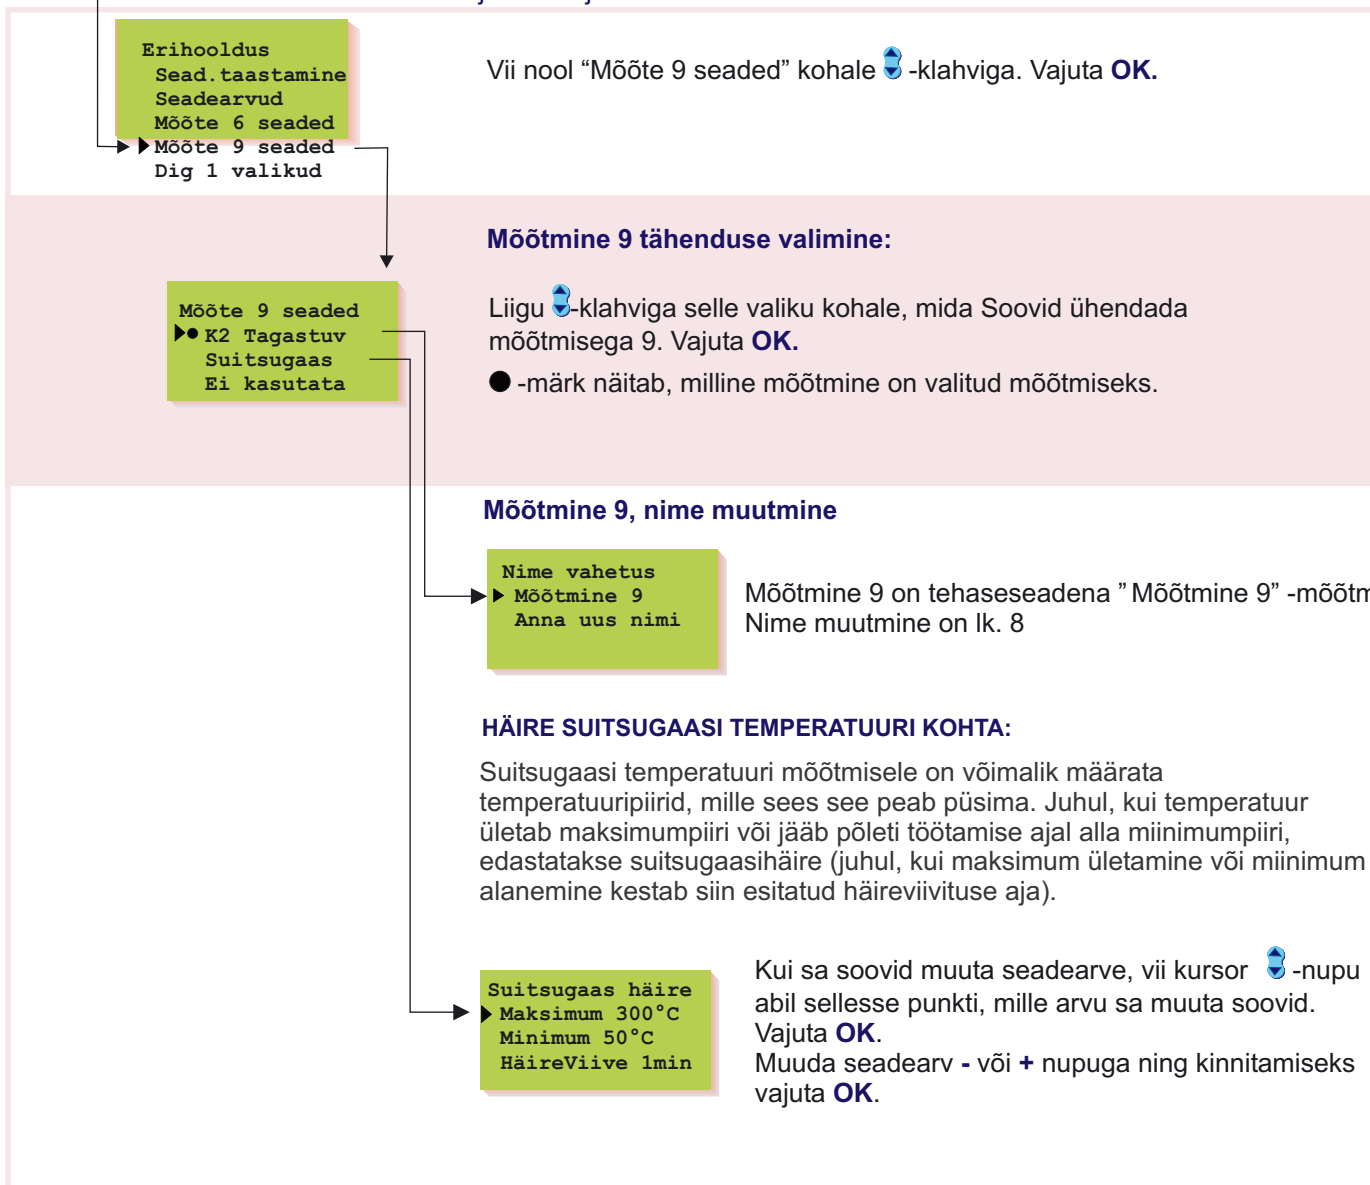 Erihooldus
Sead.taastamine
Seadearvud
Mõõte 6 seaded
Mõõte 9 seaded
Dig 1 valikud
Vii nool “Mõõte 9 seaded” kohale -klahviga. Vajuta OK.
Mõõtmine 9 tähenduse valimine:
Mõõte 9 seaded
K2 Tagastuv
Suitsugaas
Ei kasutata
Liigu -klahviga selle valiku kohale, mida Soovid ühendada
mõõtmisega 9. Vajuta OK.
-märk näitab, milline mõõtmine on valitud mõõtmiseks.
Mõõtmine 9, nime muutmine
Nime vahetus
Mõõtmine 9
Anna uus nimi
Mõõtmine 9 on tehaseseadena ” Mõõtmine 9” -mõõtm
Nime muutmine on lk. 8
HÄIRE SUITSUGAASI TEMPERATUURI KOHTA:
Suitsugaasi temperatuuri mõõtmisele on võimalik määrata
temperatuuripiirid, mille sees see peab püsima. Juhul, kui temperatuur
ületab maksimumpiiri või jääb põleti töötamise ajal alla miinimumpiiri,
edastatakse suitsugaasihäire (juhul, kui maksimum ületamine või miinimum
alanemine kestab siin esitatud häireviivituse aja).
Suitsugaas häire
Maksimum 300°C
Minimum 50°C
HäireViive 1min
Kui sa soovid muuta seadearve, vii kursor -nupu
abil sellesse punkti, mille arvu sa muuta soovid.
Vajuta OK.
Muuda seadearv - või + nupuga ning kinnitamiseks
vajuta OK.